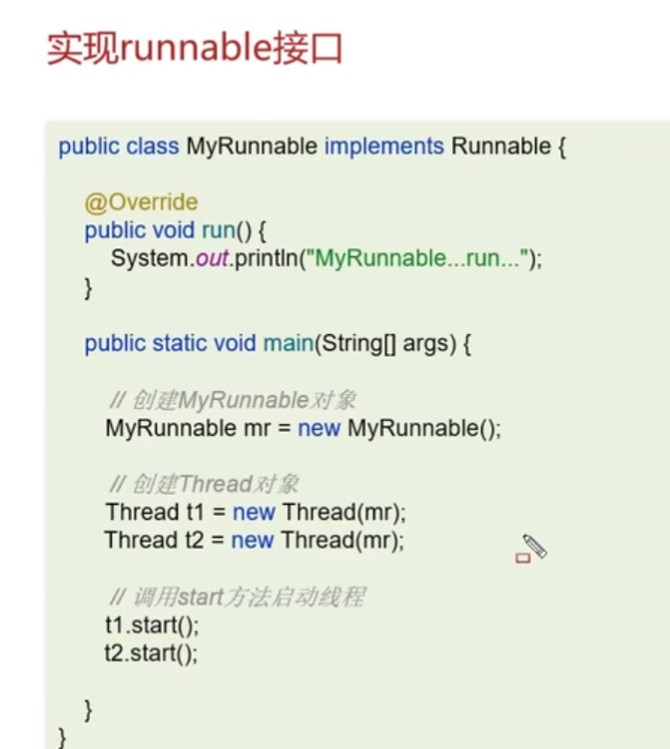 实现runnable接口
public class MyRunnable implements Runnable {
@Override
public void run() {
System.out.println("MyRunnable...run...");
}
public static void main(String[] args) {
// 创建MyRunnable对象
MyRunnable mr = new MyRunnable();
// 创建Thread对象
Thread t1 = new Thread(mr);
Thread t2 = new Thread(mr);
// 调用start方法启动线程
t1.start();
t2.start();
}
}